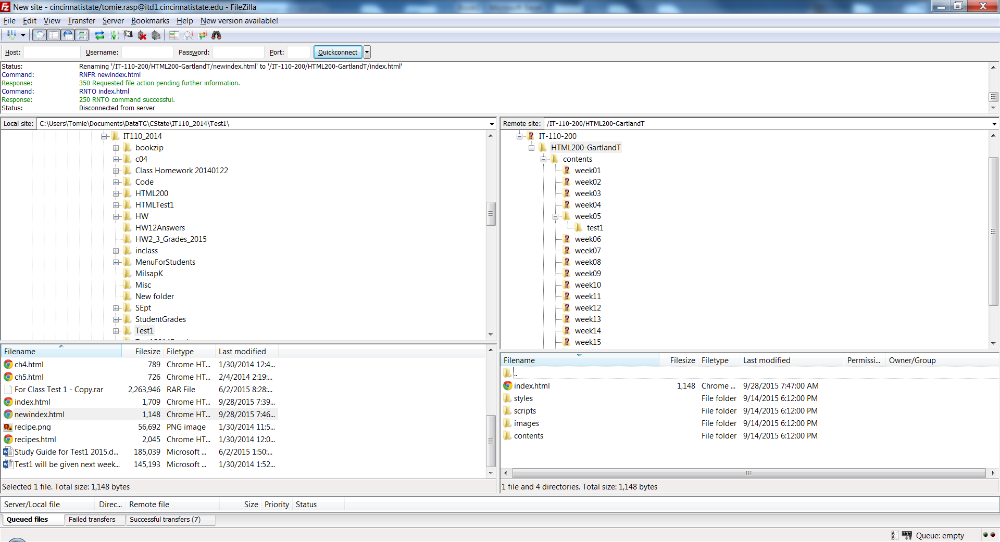 New site - cincinnatistate/tomie.rasp@itd1.cincinnatistate.edu - FileZilla
File Edit View Transfer Server Bookmarks Help New version available!
Host: Username: Password: Port: Quickconnect
Status: Renaming '/IT-110-200/HTML200-GartlandT/newindex.html' to '/IT-110-200/HTML200-GartlandT/index.html'
Command: RNFR newindex.html
Response: 350 Requested file action pending further information.
Command: RNTO index.html
Response: 250 RNTO command successful.
Status: Disconnected from server
Local site: C:\Users\Tomie\Documents\DataTG\CState\IT110_2014\Test1\
IT110_2014
bookzip
c04
Class Homework 20140122
Code
HTML200
HTMLTest1
HW
HW12Answers
HW2_3_Grades_2015
inclass
MenuForStudents
MilsapK
Misc
New folder
SEpt
StudentGrades
Test1
Filename Filesize Filetype Last modified
ch4.html 789 Chrome HT... 1/30/2014 12:4...
ch5.html 726 Chrome HT... 2/4/2014 2:19:...
For Class Test 1 - Copy.rar 2,263,946 RAR File 6/2/2015 8:28:...
index.html 1,709 Chrome HT... 9/28/2015 7:39...
newindex.html 1,148 Chrome HT... 9/28/2015 7:46...
recipe.png 56,692 PNG image 1/30/2014 11:5...
recipes.html 2,045 Chrome HT... 1/30/2014 12:0...
Study Guide for Test1 2015.d... 185,039 Microsoft ... 6/2/2015 1:50:...
Test1 will be given next week... 145,193 Microsoft ... 1/30/2014 1:52...
Selected 1 file. Total size: 1,148 bytes
Remote site: /IT-110-200/HTML200-GartlandT
IT-110-200
HTML200-GartlandT
contents
week01
week02
week03
week04
week05
test1
week06
week07
week08
week09
week10
week11
week12
week13
week14
week15
Filename Filesize Filetype Last modified Permissi... Owner/Group
..
index.html 1,148 Chrome ... 9/28/2015 7:47:00 AM
styles File folder 9/14/2015 6:12:00 PM
scripts File folder 9/14/2015 6:12:00 PM
images File folder 9/14/2015 6:12:00 PM
contents File folder 9/14/2015 6:12:00 PM
1 file and 4 directories. Total size: 1,148 bytes
Server/Local file Direc... Remote file Size Priority Status
Queued files Failed transfers Successful transfers (7)
Queue: empty